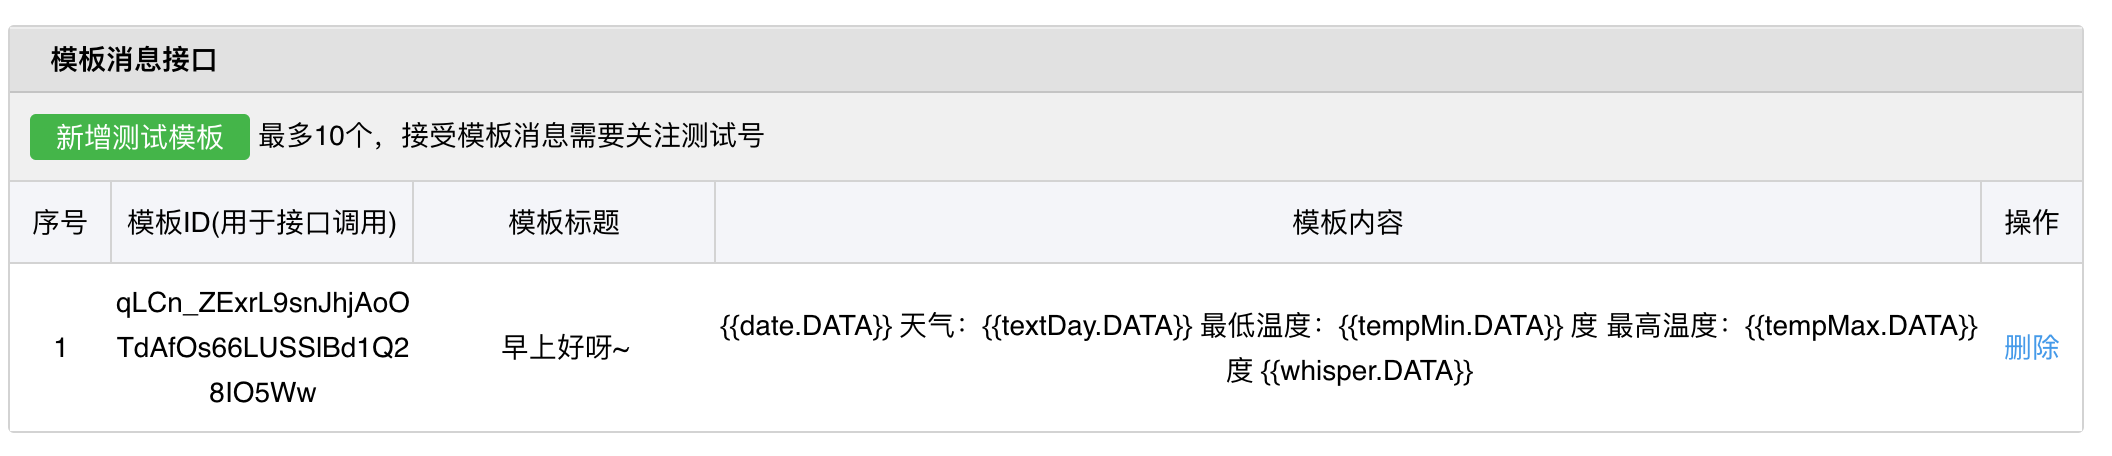 模板消息接口
新增测试模板 最多10个，接受模板消息需要关注测试号
序号 模板ID(用于接口调用) 模板标题 模板内容 操作
1
qLCn_ZExrL9snJhjAoO
TdAfOs66LUSSlBd1Q2
8IO5Ww
早上好呀~
{{date.DATA}} 天气：{{textDay.DATA}} 最低温度：{{tempMin.DATA}} 度 最高温度：{{tempMax.DATA}}
度 {{whisper.DATA}}
删除